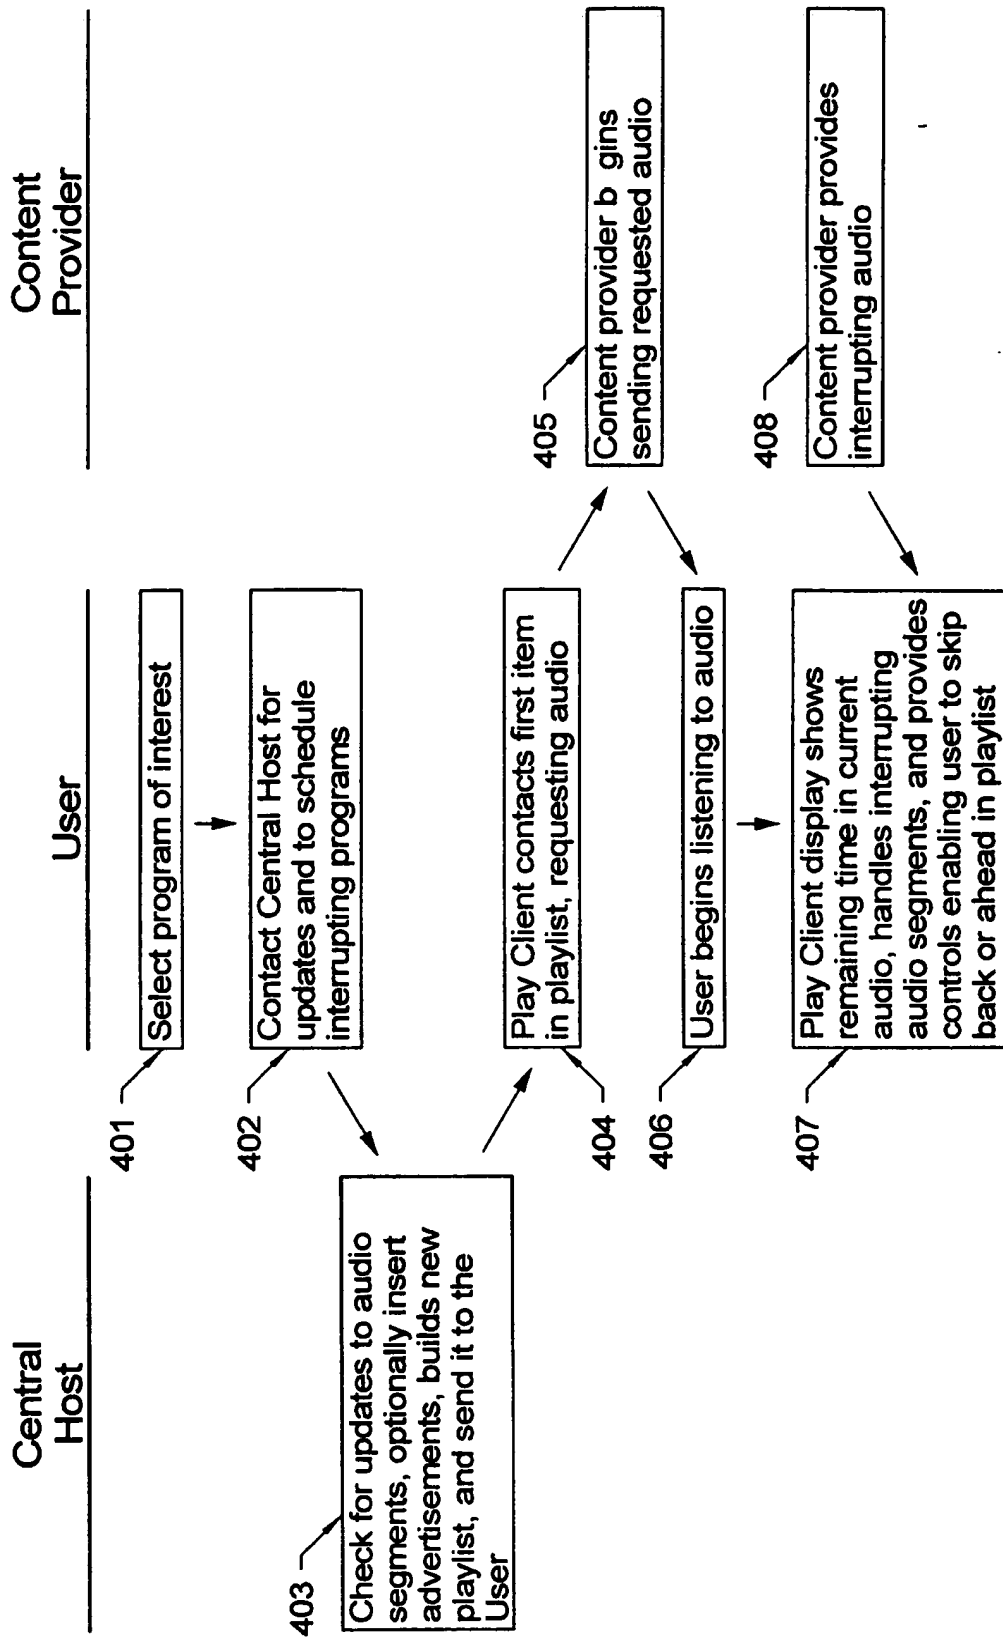 Central
Host
User
Content
Provider
401
Select program of interest
402
Contact Central Host for
updates and to schedule
interrupting programs
403
Check for updates to audio
segments, optionally insert
advertisements, builds new
playlist, and send it to the
User
404
Play Client contacts first item
in playlist, requesting audio
405
Content provider b gins
sending requested audio
406
User begins listening to audio
407
Play Client display shows
remaining time in current
audio, handles interrupting
audio segments, and provides
controls enabling user to skip
back or ahead in playlist
408
Content provider provides
interrupting audio